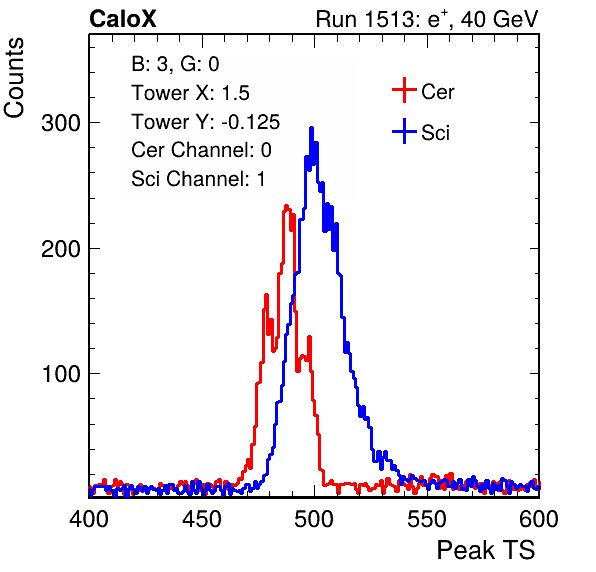 CaloX Run 1513: e⁺, 40 GeV
Counts
B: 3, G: 0
Tower X: 1.5
Tower Y: -0.125
Cer Channel: 0
Sci Channel: 1
Cer
Sci
300
200
100
400 450 500 550 600
Peak TS